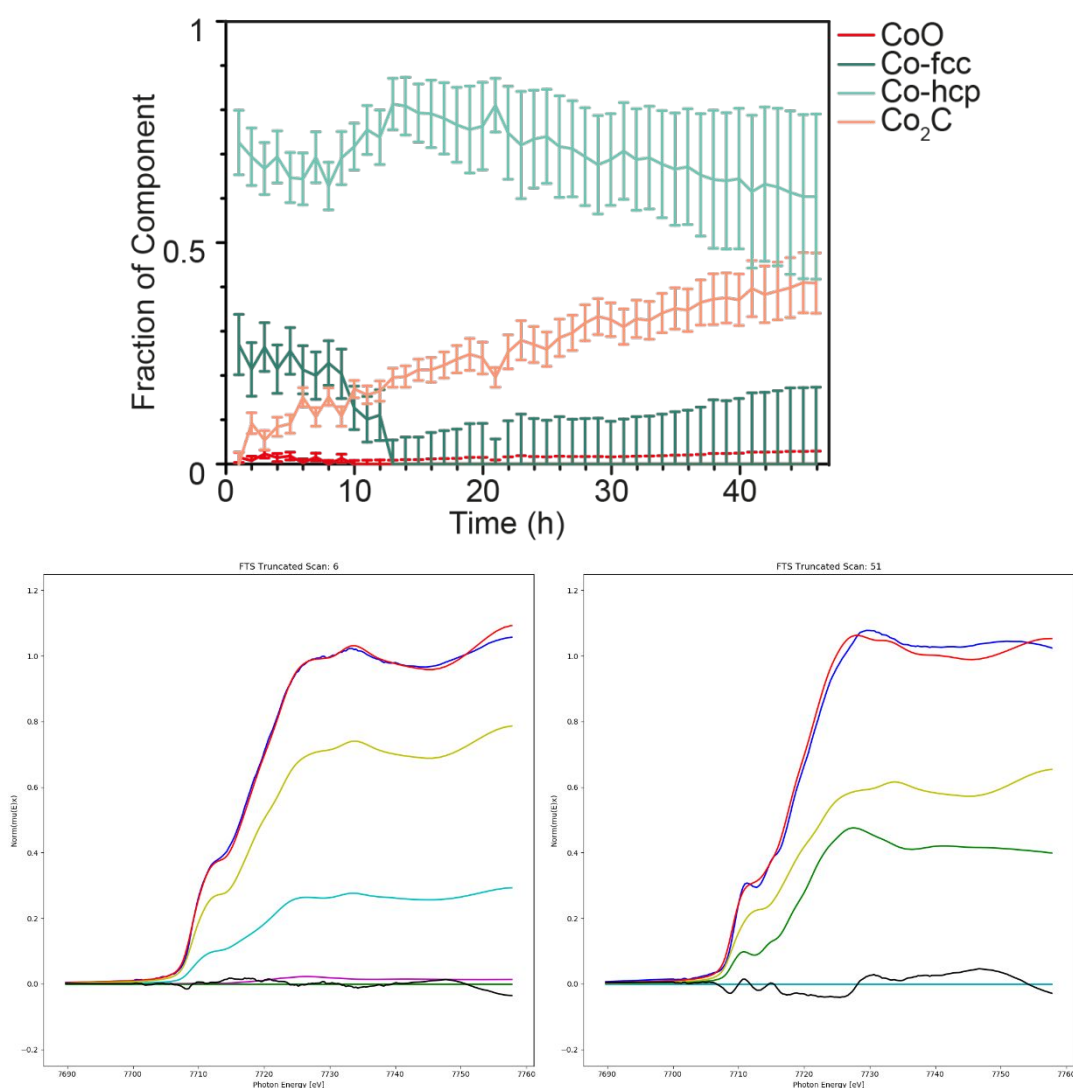 1
0.5
0
Fraction of Component
0 10 20 30 40
Time (h)
CoO
Co-fcc
Co-hcp
Co₂C
FTS Truncated Scan: 6
1.2
1.0
0.8
0.6
0.4
0.2
0.0
−0.2
Norm(mu(E)x)
7690 7700 7710 7720 7730 7740 7750 7760
Photon Energy [eV]
FTS Truncated Scan: 51
1.2
1.0
0.8
0.6
0.4
0.2
0.0
−0.2
Norm(mu(E)x)
7690 7700 7710 7720 7730 7740 7750 7760
Photon Energy [eV]